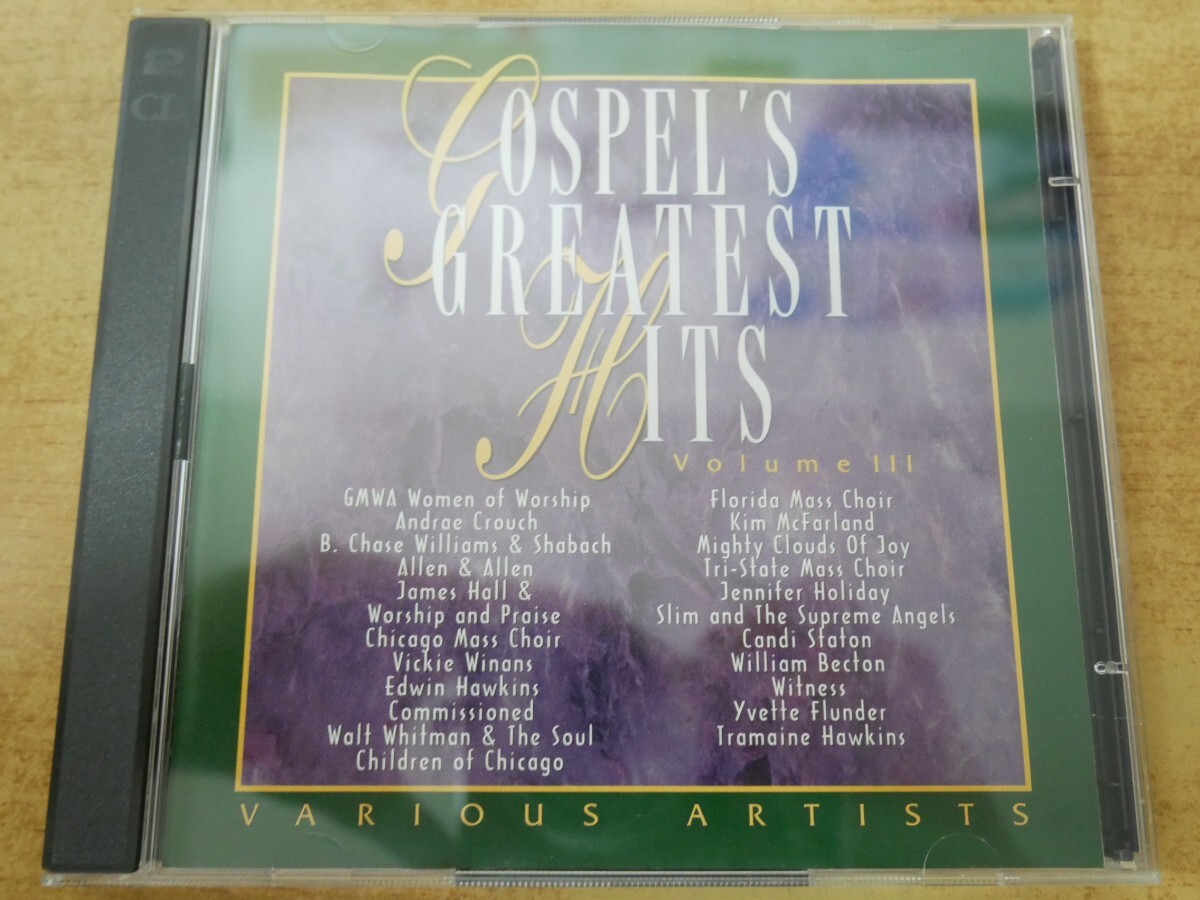 2
CD
GOSPEL'S
GREATEST
HITS
Volume III
GMWA Women of Worship
Andrae Crouch
B. Chase Williams & Shabach
Allen & Allen
James Hall &
Worship and Praise
Chicago Mass Choir
Vickie Winans
Edwin Hawkins
Commissioned
Walt Whitman & The Soul
Children of Chicago
Florida Mass Choir
Kim McFarland
Mighty Clouds Of Joy
Tri-State Mass Choir
Jennifer Holiday
Slim and The Supreme Angels
Candi Staton
William Becton
Witness
Yvette Flunder
Tramaine Hawkins
VARIOUS ARTISTS